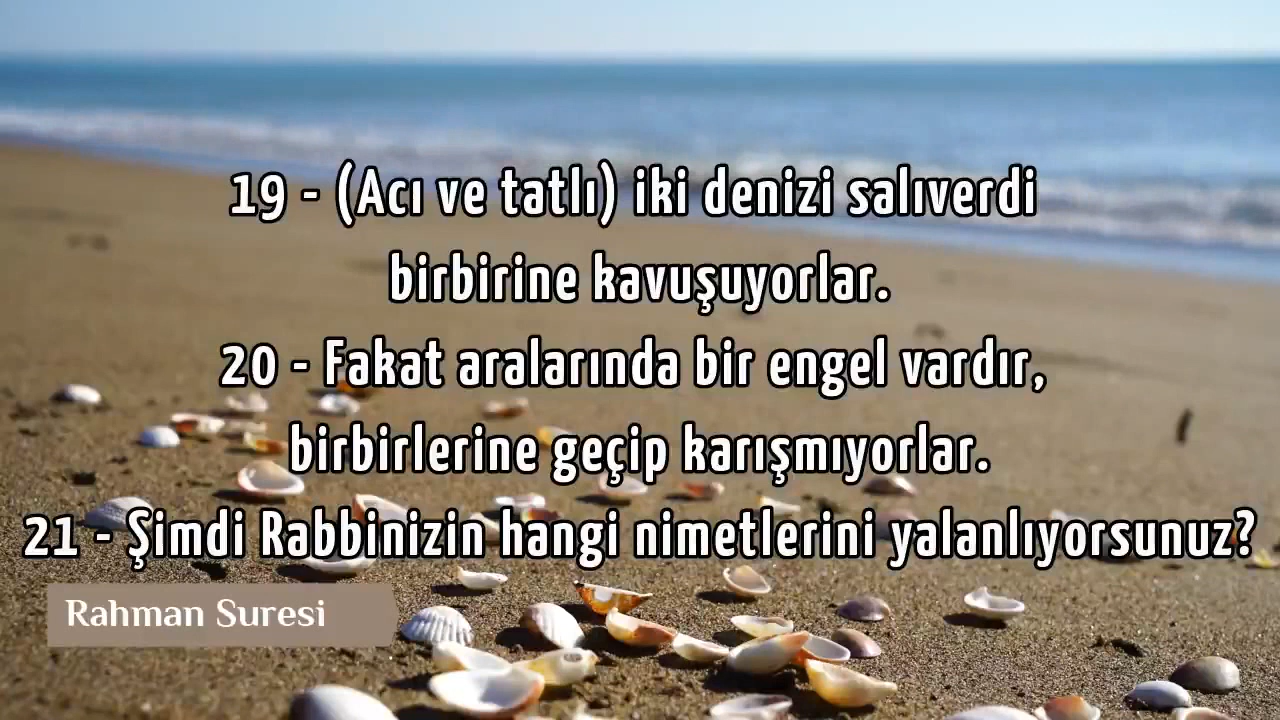 19 - (Acı ve tatlı) iki denizi salıverdi
birbirine kavuşuyorlar.
20 - Fakat aralarında bir engel vardır,
birbirlerine geçip karışmıyorlar.
21 - Şimdi Rabbinizin hangi nimetlerini yalanlıyorsunuz?
Rahman Suresi